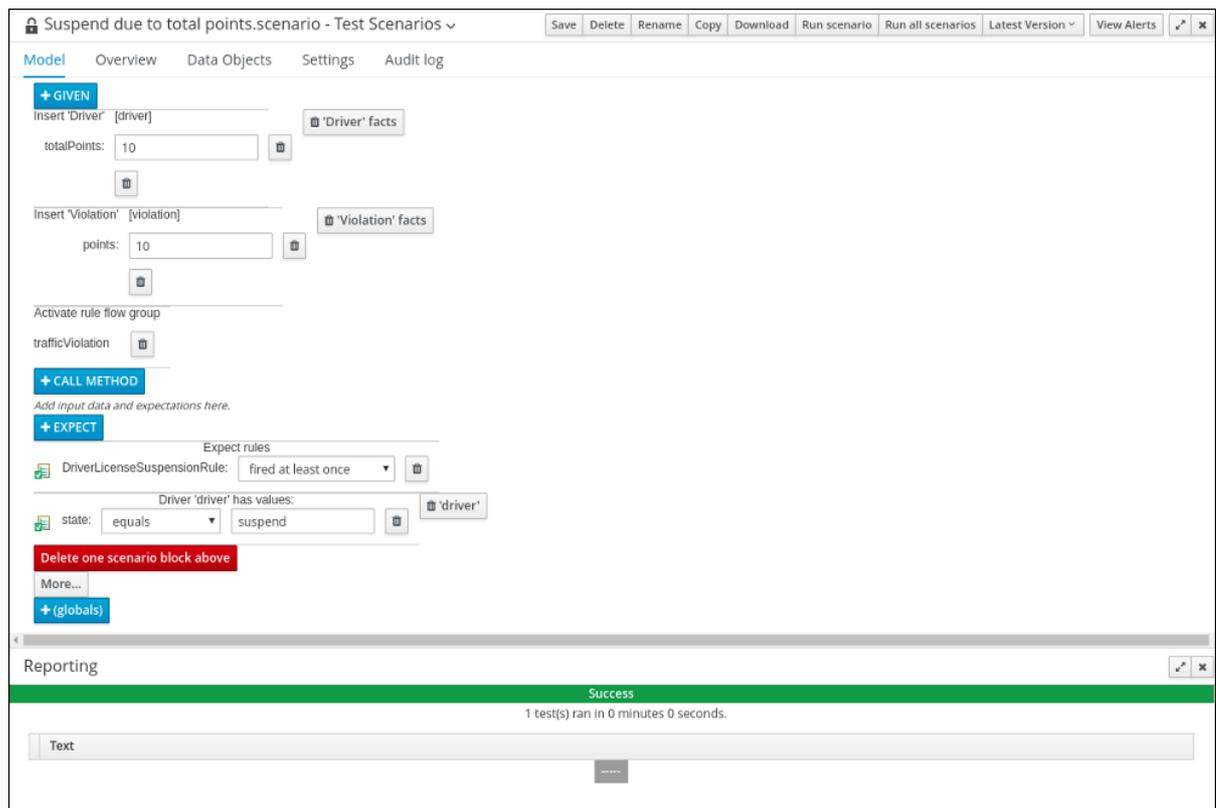 Suspend due to total points.scenario - Test Scenarios
Save Delete Rename Copy Download Run scenario Run all scenarios Latest Version View Alerts
Model Overview Data Objects Settings Audit log
+ GIVEN
Insert 'Driver' [driver] 'Driver' facts
totalPoints: 10
Insert 'Violation' [violation] 'Violation' facts
points: 10
Activate rule flow group
trafficViolation
+ CALL METHOD
Add input data and expectations here.
+ EXPECT
Expect rules
DriverLicenseSuspensionRule: fired at least once
Driver 'driver' has values: 'driver'
state: equals suspend
Delete one scenario block above
More...
+ (globals)
Reporting
Success
1 test(s) ran in 0 minutes 0 seconds.
Text
-----